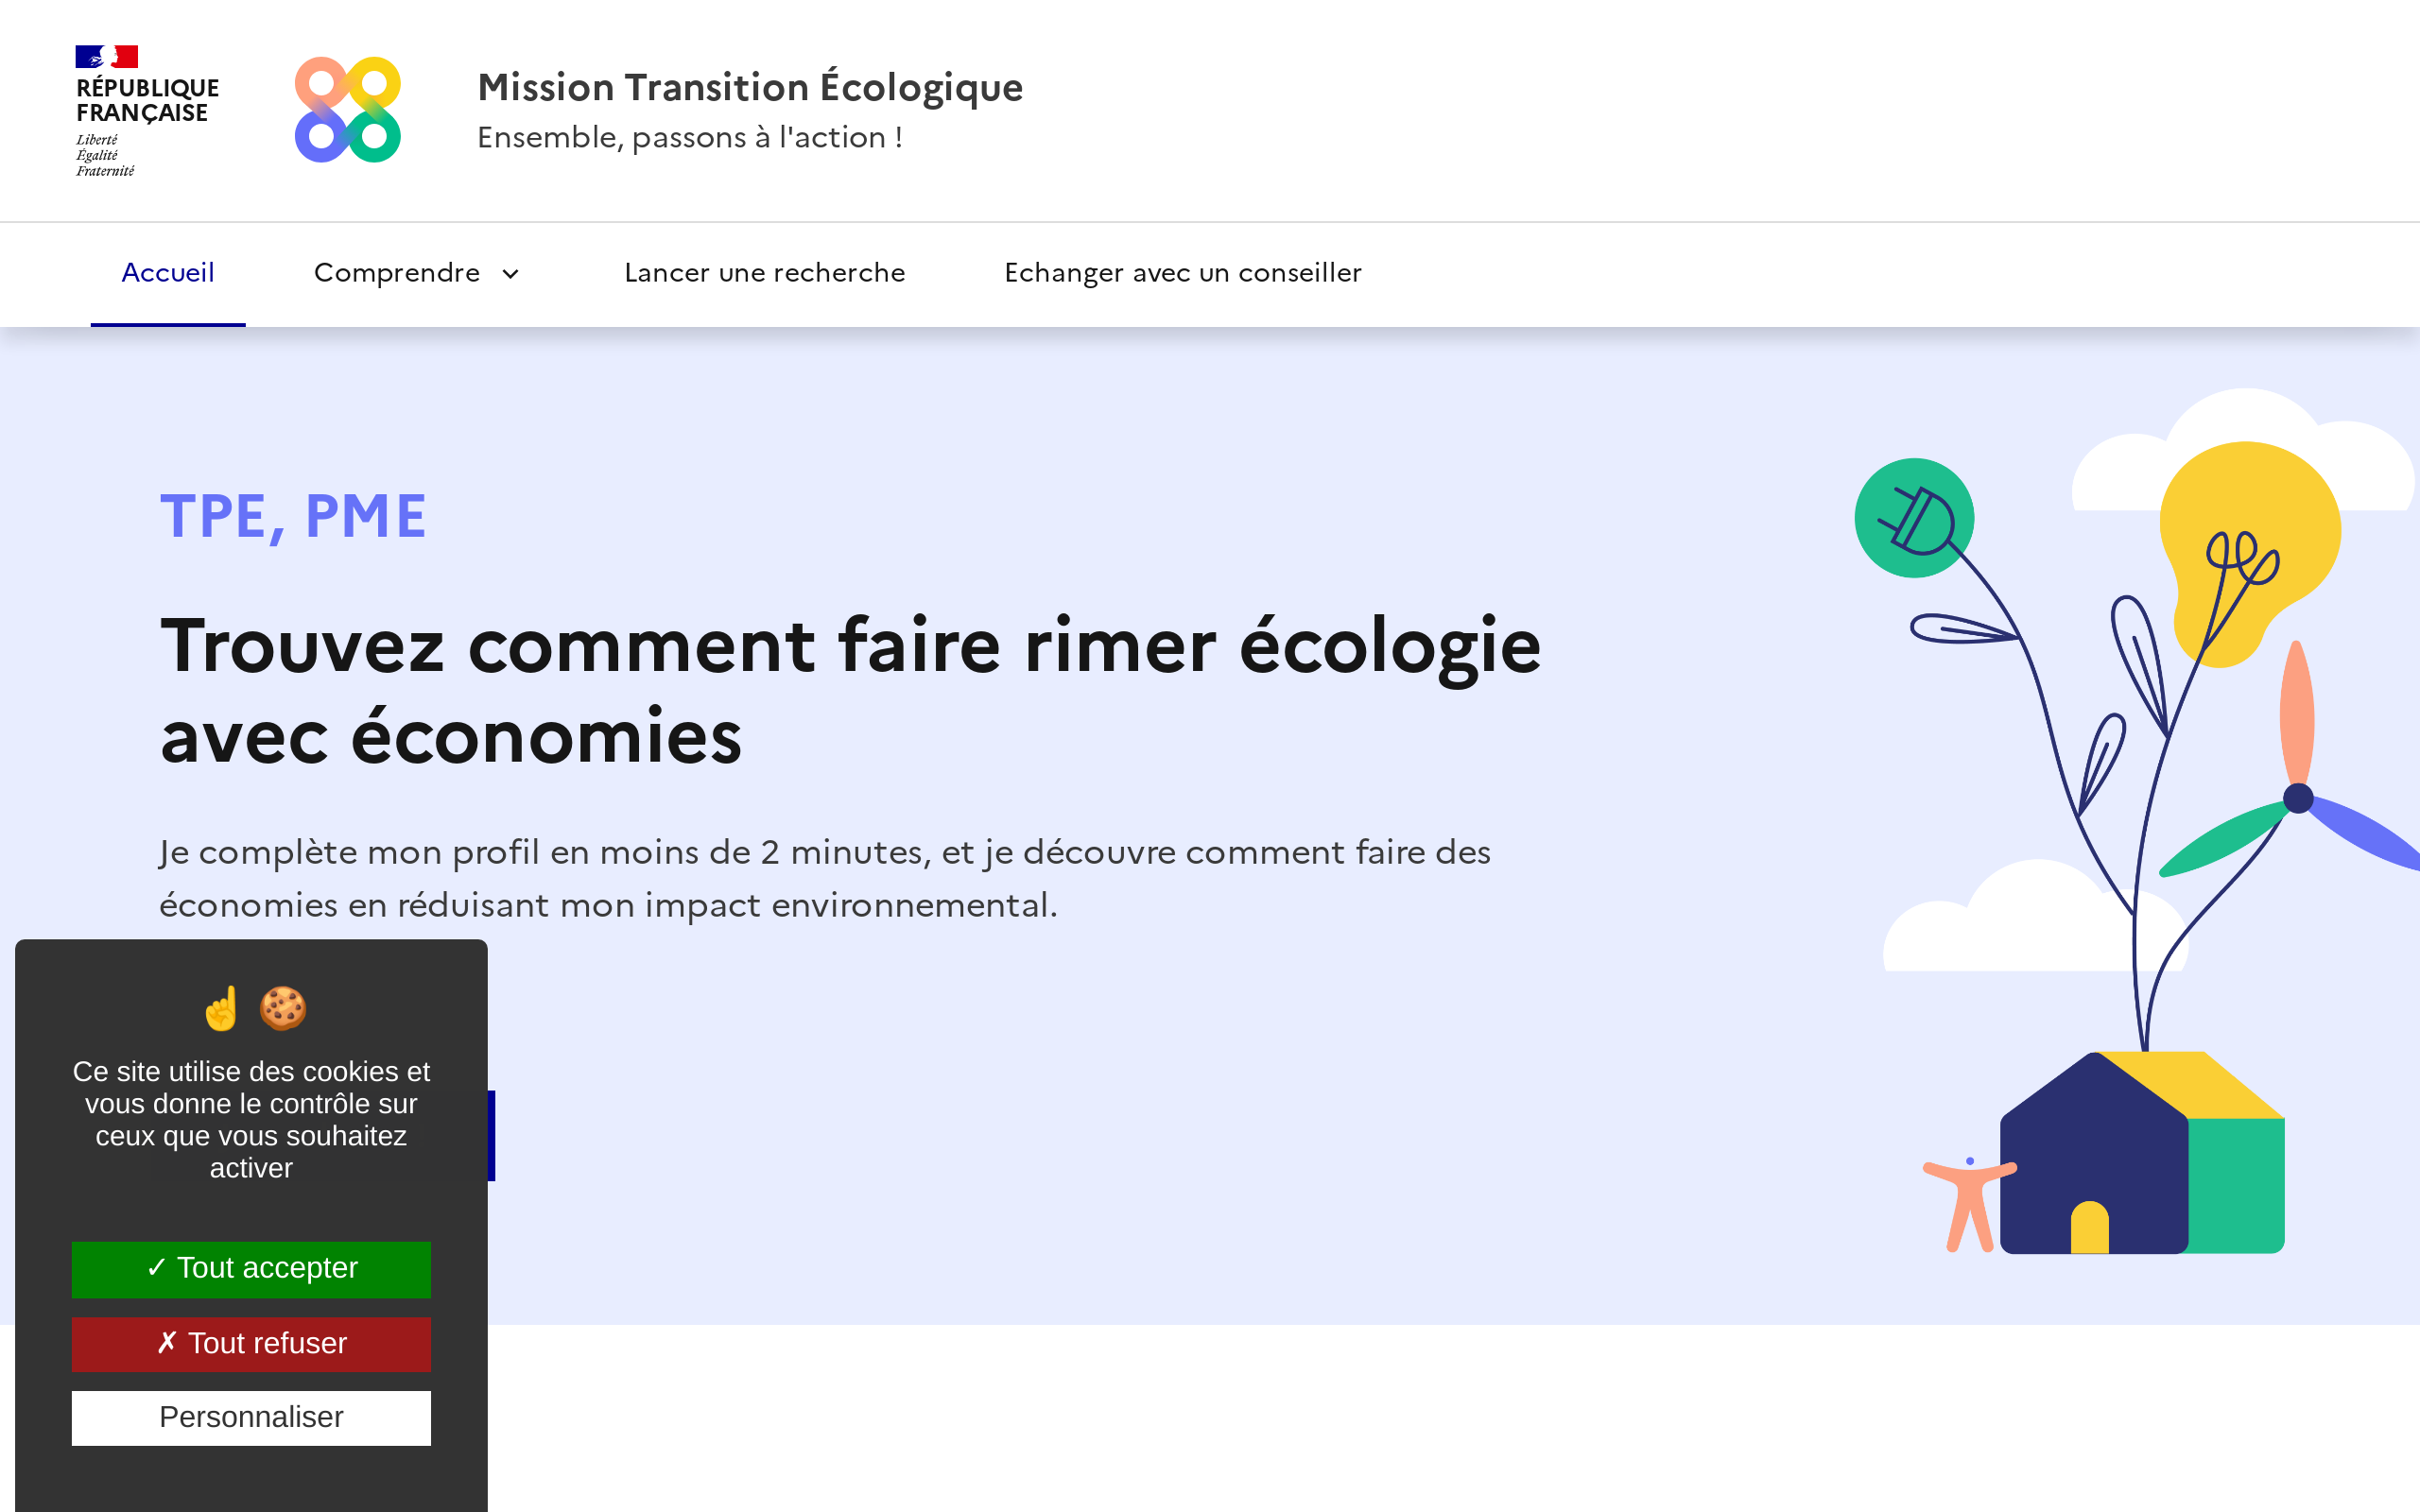 RÉPUBLIQUE
FRANÇAISE
Liberté
Égalité
Fraternité
Mission Transition Écologique
Ensemble, passons à l'action !
Accueil
Comprendre
Lancer une recherche
Echanger avec un conseiller
TPE, PME
Trouvez comment faire rimer écologie
avec économies
Je complète mon profil en moins de 2 minutes, et je découvre comment faire des
économies en réduisant mon impact environnemental.
☝️ 🍪
Ce site utilise des cookies et
vous donne le contrôle sur
ceux que vous souhaitez
activer
✓ Tout accepter
✗ Tout refuser
Personnaliser